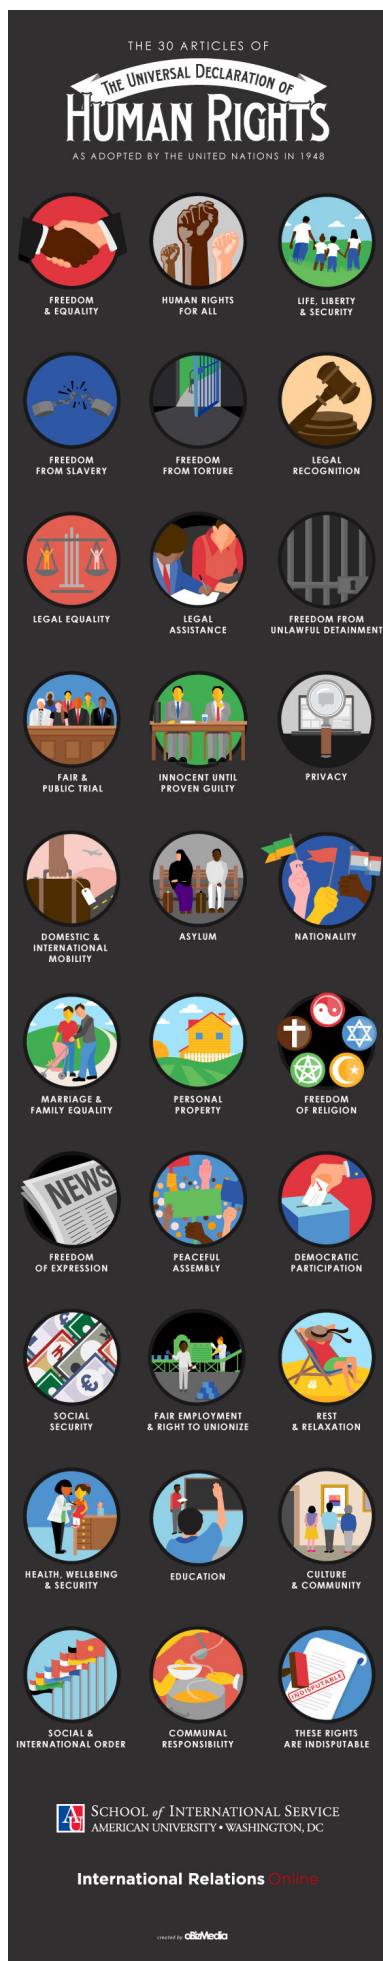 THE 30 ARTICLES OF
THE UNIVERSAL DECLARATION OF
HUMAN RIGHTS
AS ADOPTED BY THE UNITED NATIONS IN 1948
FREEDOM
& EQUALITY
HUMAN RIGHTS
FOR ALL
LIFE, LIBERTY
& SECURITY
FREEDOM
FROM SLAVERY
FREEDOM
FROM TORTURE
LEGAL
RECOGNITION
LEGAL EQUALITY
LEGAL
ASSISTANCE
FREEDOM FROM
UNLAWFUL DETAINMENT
FAIR &
PUBLIC TRIAL
INNOCENT UNTIL
PROVEN GUILTY
PRIVACY
DOMESTIC &
INTERNATIONAL
MOBILITY
ASYLUM
NATIONALITY
MARRIAGE &
FAMILY EQUALITY
PERSONAL
PROPERTY
FREEDOM
OF RELIGION
NEWS
FREEDOM
OF EXPRESSION
PEACEFUL
ASSEMBLY
DEMOCRATIC
PARTICIPATION
SOCIAL
SECURITY
FAIR EMPLOYMENT
& RIGHT TO UNIONIZE
REST
& RELAXATION
HEALTH, WELLBEING
& SECURITY
EDUCATION
CULTURE
& COMMUNITY
SOCIAL &
INTERNATIONAL ORDER
COMMUNAL
RESPONSIBILITY
INDISPUTABLE
THESE RIGHTS
ARE INDISPUTABLE
AU
SCHOOL of INTERNATIONAL SERVICE
AMERICAN UNIVERSITY • WASHINGTON, DC
International Relations Online
created by oBizMedia